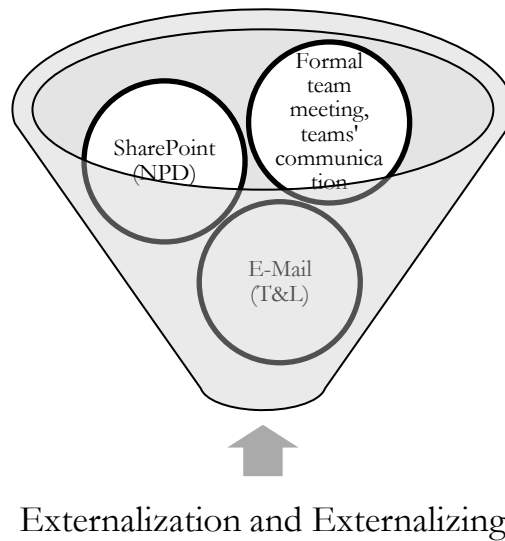 Formal
team
meeting,
teams'
communica
tion
SharePoint
(NPD)
E-Mail
(T&L)
Externalization and Externalizing